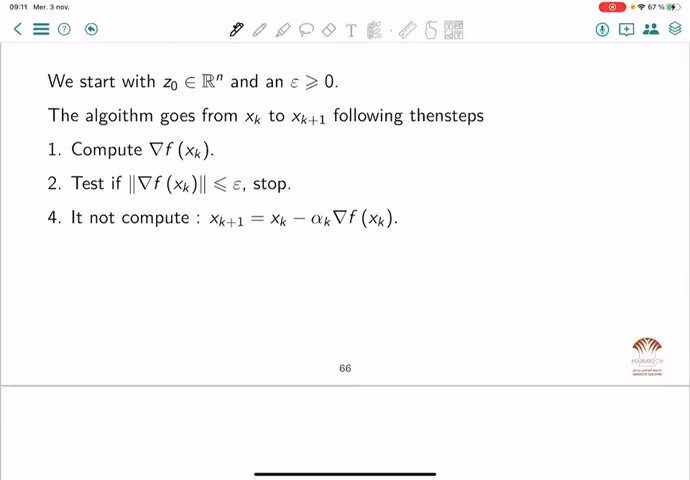 09:11 Mer. 3 nov.
67 %
We start with z₀ ∈ ℝⁿ and an ε ⩾ 0.
The algoithm goes from xₖ to xₖ₊₁ following thensteps
1. Compute ∇f (xₖ).
2. Test if ‖∇f (xₖ)‖ ⩽ ε, stop.
4. It not compute : xₖ₊₁ = xₖ − αₖ∇f (xₖ).
66